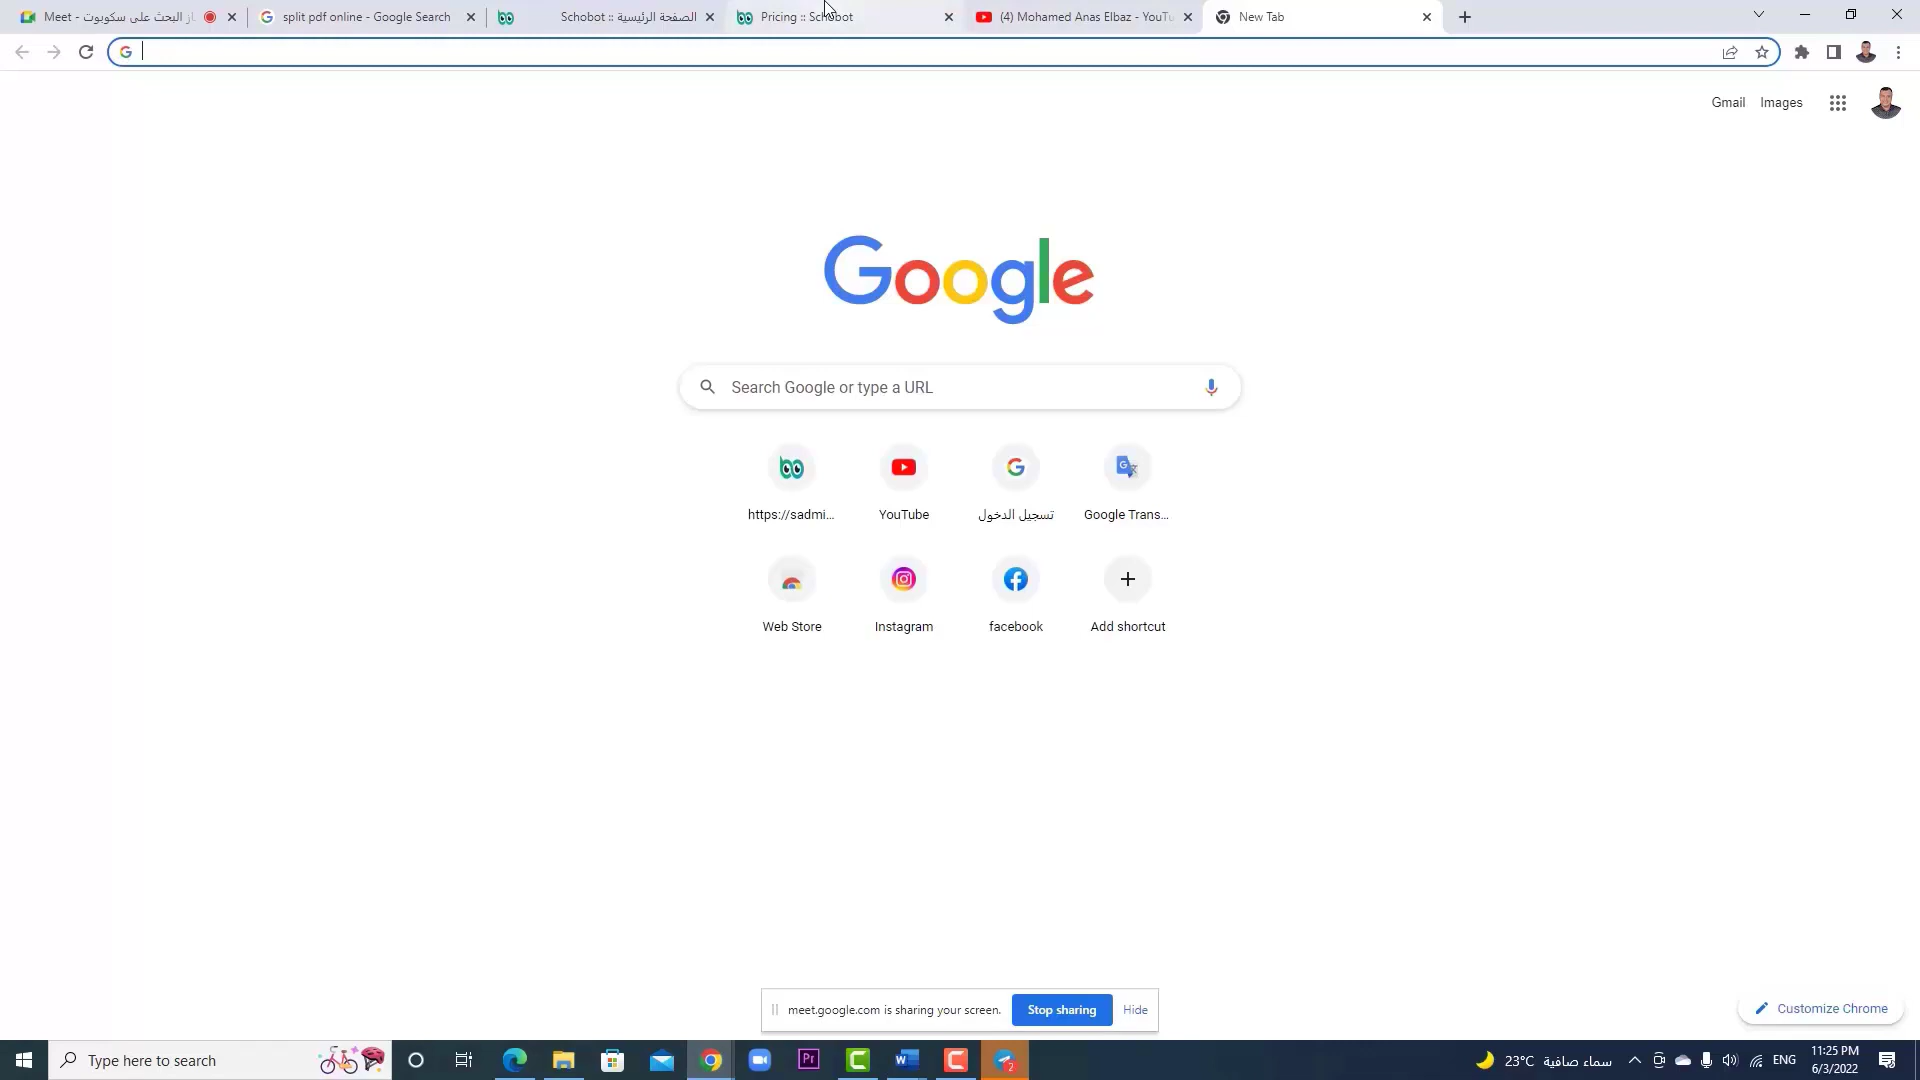 Meet - از البحث على سكوبوت
split pdf online - Google Search
Schobot :: الصفحة الرئيسية
Pricing :: Schobot
(4) Mohamed Anas Elbaz - YouTu
New Tab
Gmail
Images
Google
Search Google or type a URL
https://sadmi...
YouTube
تسجيل الدخول
Google Trans...
Web Store
Instagram
facebook
Add shortcut
meet.google.com is sharing your screen.
Stop sharing
Hide
Customize Chrome
Type here to search
Pr
2
23°C سماء صافية
ENG
11:25 PM
6/3/2022